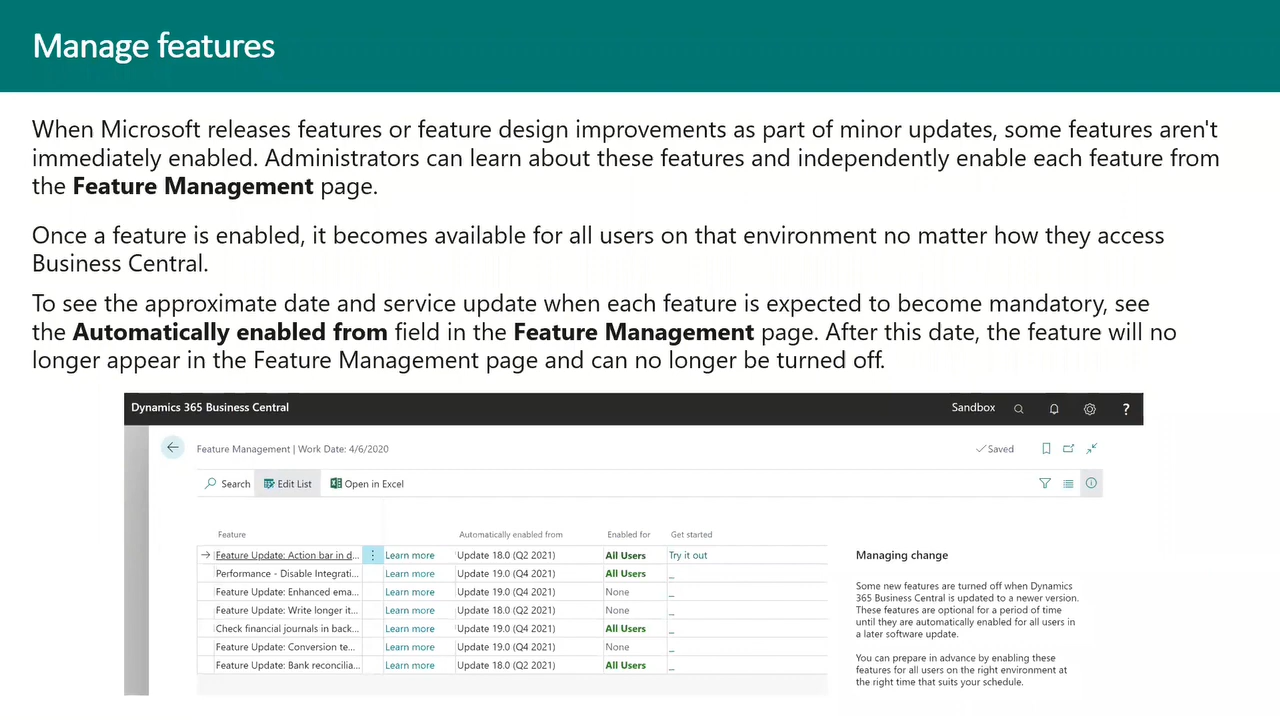 Manage features
When Microsoft releases features or feature design improvements as part of minor updates, some features aren't
immediately enabled. Administrators can learn about these features and independently enable each feature from
the Feature Management page.
Once a feature is enabled, it becomes available for all users on that environment no matter how they access
Business Central.
To see the approximate date and service update when each feature is expected to become mandatory, see
the Automatically enabled from field in the Feature Management page. After this date, the feature will no
longer appear in the Feature Management page and can no longer be turned off.
Dynamics 365 Business Central Sandbox ?
Feature Management | Work Date: 4/6/2020 Saved
Search Edit List Open in Excel
Feature Automatically enabled from Enabled for Get started
Feature Update: Action bar in d... Learn more Update 18.0 (Q2 2021) All Users Try it out
Performance - Disable Integrati... Learn more Update 19.0 (Q4 2021) All Users _
Feature Update: Enhanced ema... Learn more Update 19.0 (Q4 2021) None _
Feature Update: Write longer it... Learn more Update 18.0 (Q2 2021) None _
Check financial journals in back... Learn more Update 19.0 (Q4 2021) All Users _
Feature Update: Conversion te... Learn more Update 19.0 (Q4 2021) None _
Feature Update: Bank reconcilia... Learn more Update 18.0 (Q2 2021) All Users _
Managing change
Some new features are turned off when Dynamics
365 Business Central is updated to a newer version.
These features are optional for a period of time
until they are automatically enabled for all users in
a later software update.
You can prepare in advance by enabling these
features for all users on the right environment at
the right time that suits your schedule.